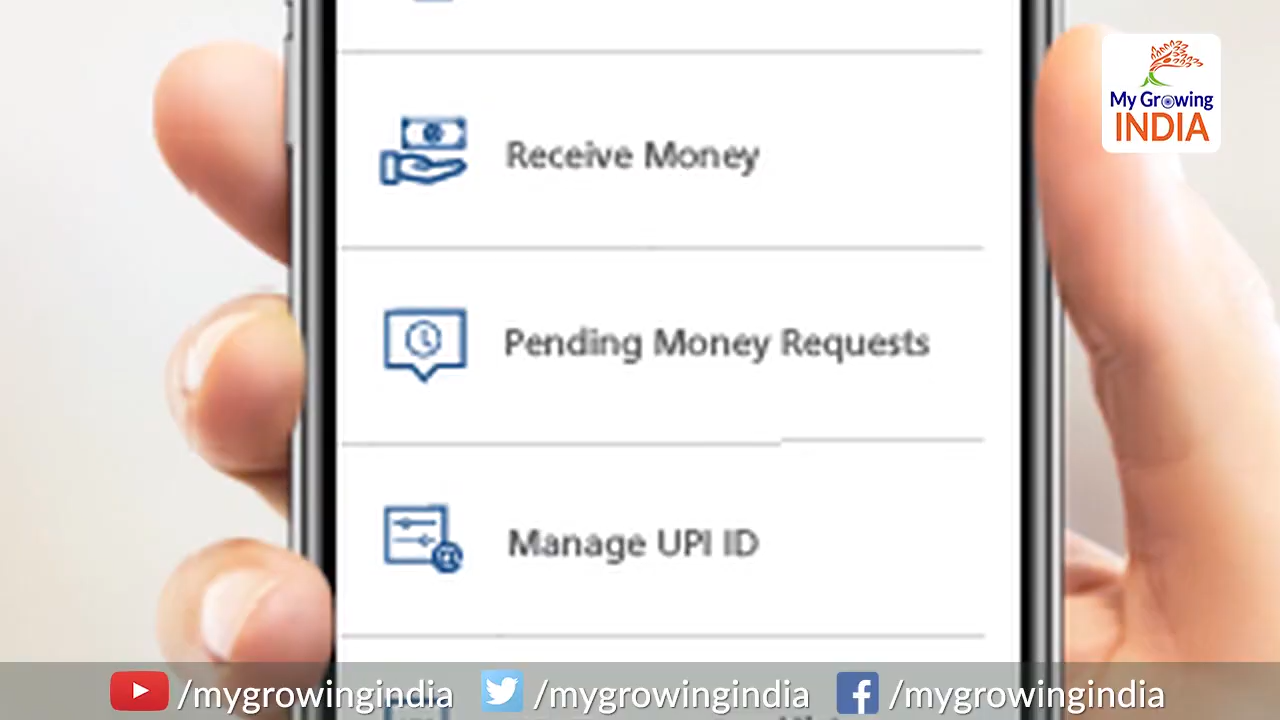 My Growing
INDIA
Receive Money
Pending Money Requests
Manage UPI ID
/mygrowingindia
/mygrowingindia
/mygrowingindia